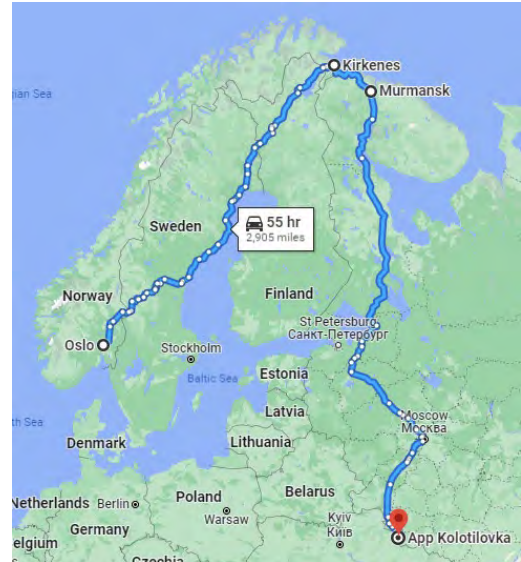 gian Sea
Kirkenes
Murmansk
Sweden
55 hr
2,905 miles
Norway
Finland
Oslo
St Petersburg
Санкт-Петербург
Stockholm
Estonia
Baltic Sea
Latvia
th Sea
Moscow
Москва
Denmark
Lithuania
Netherlands
Berlin
Poland
Belarus
Warsaw
Kyiv
Київ
App Kolotilovka
Germany
elgium
Czechia